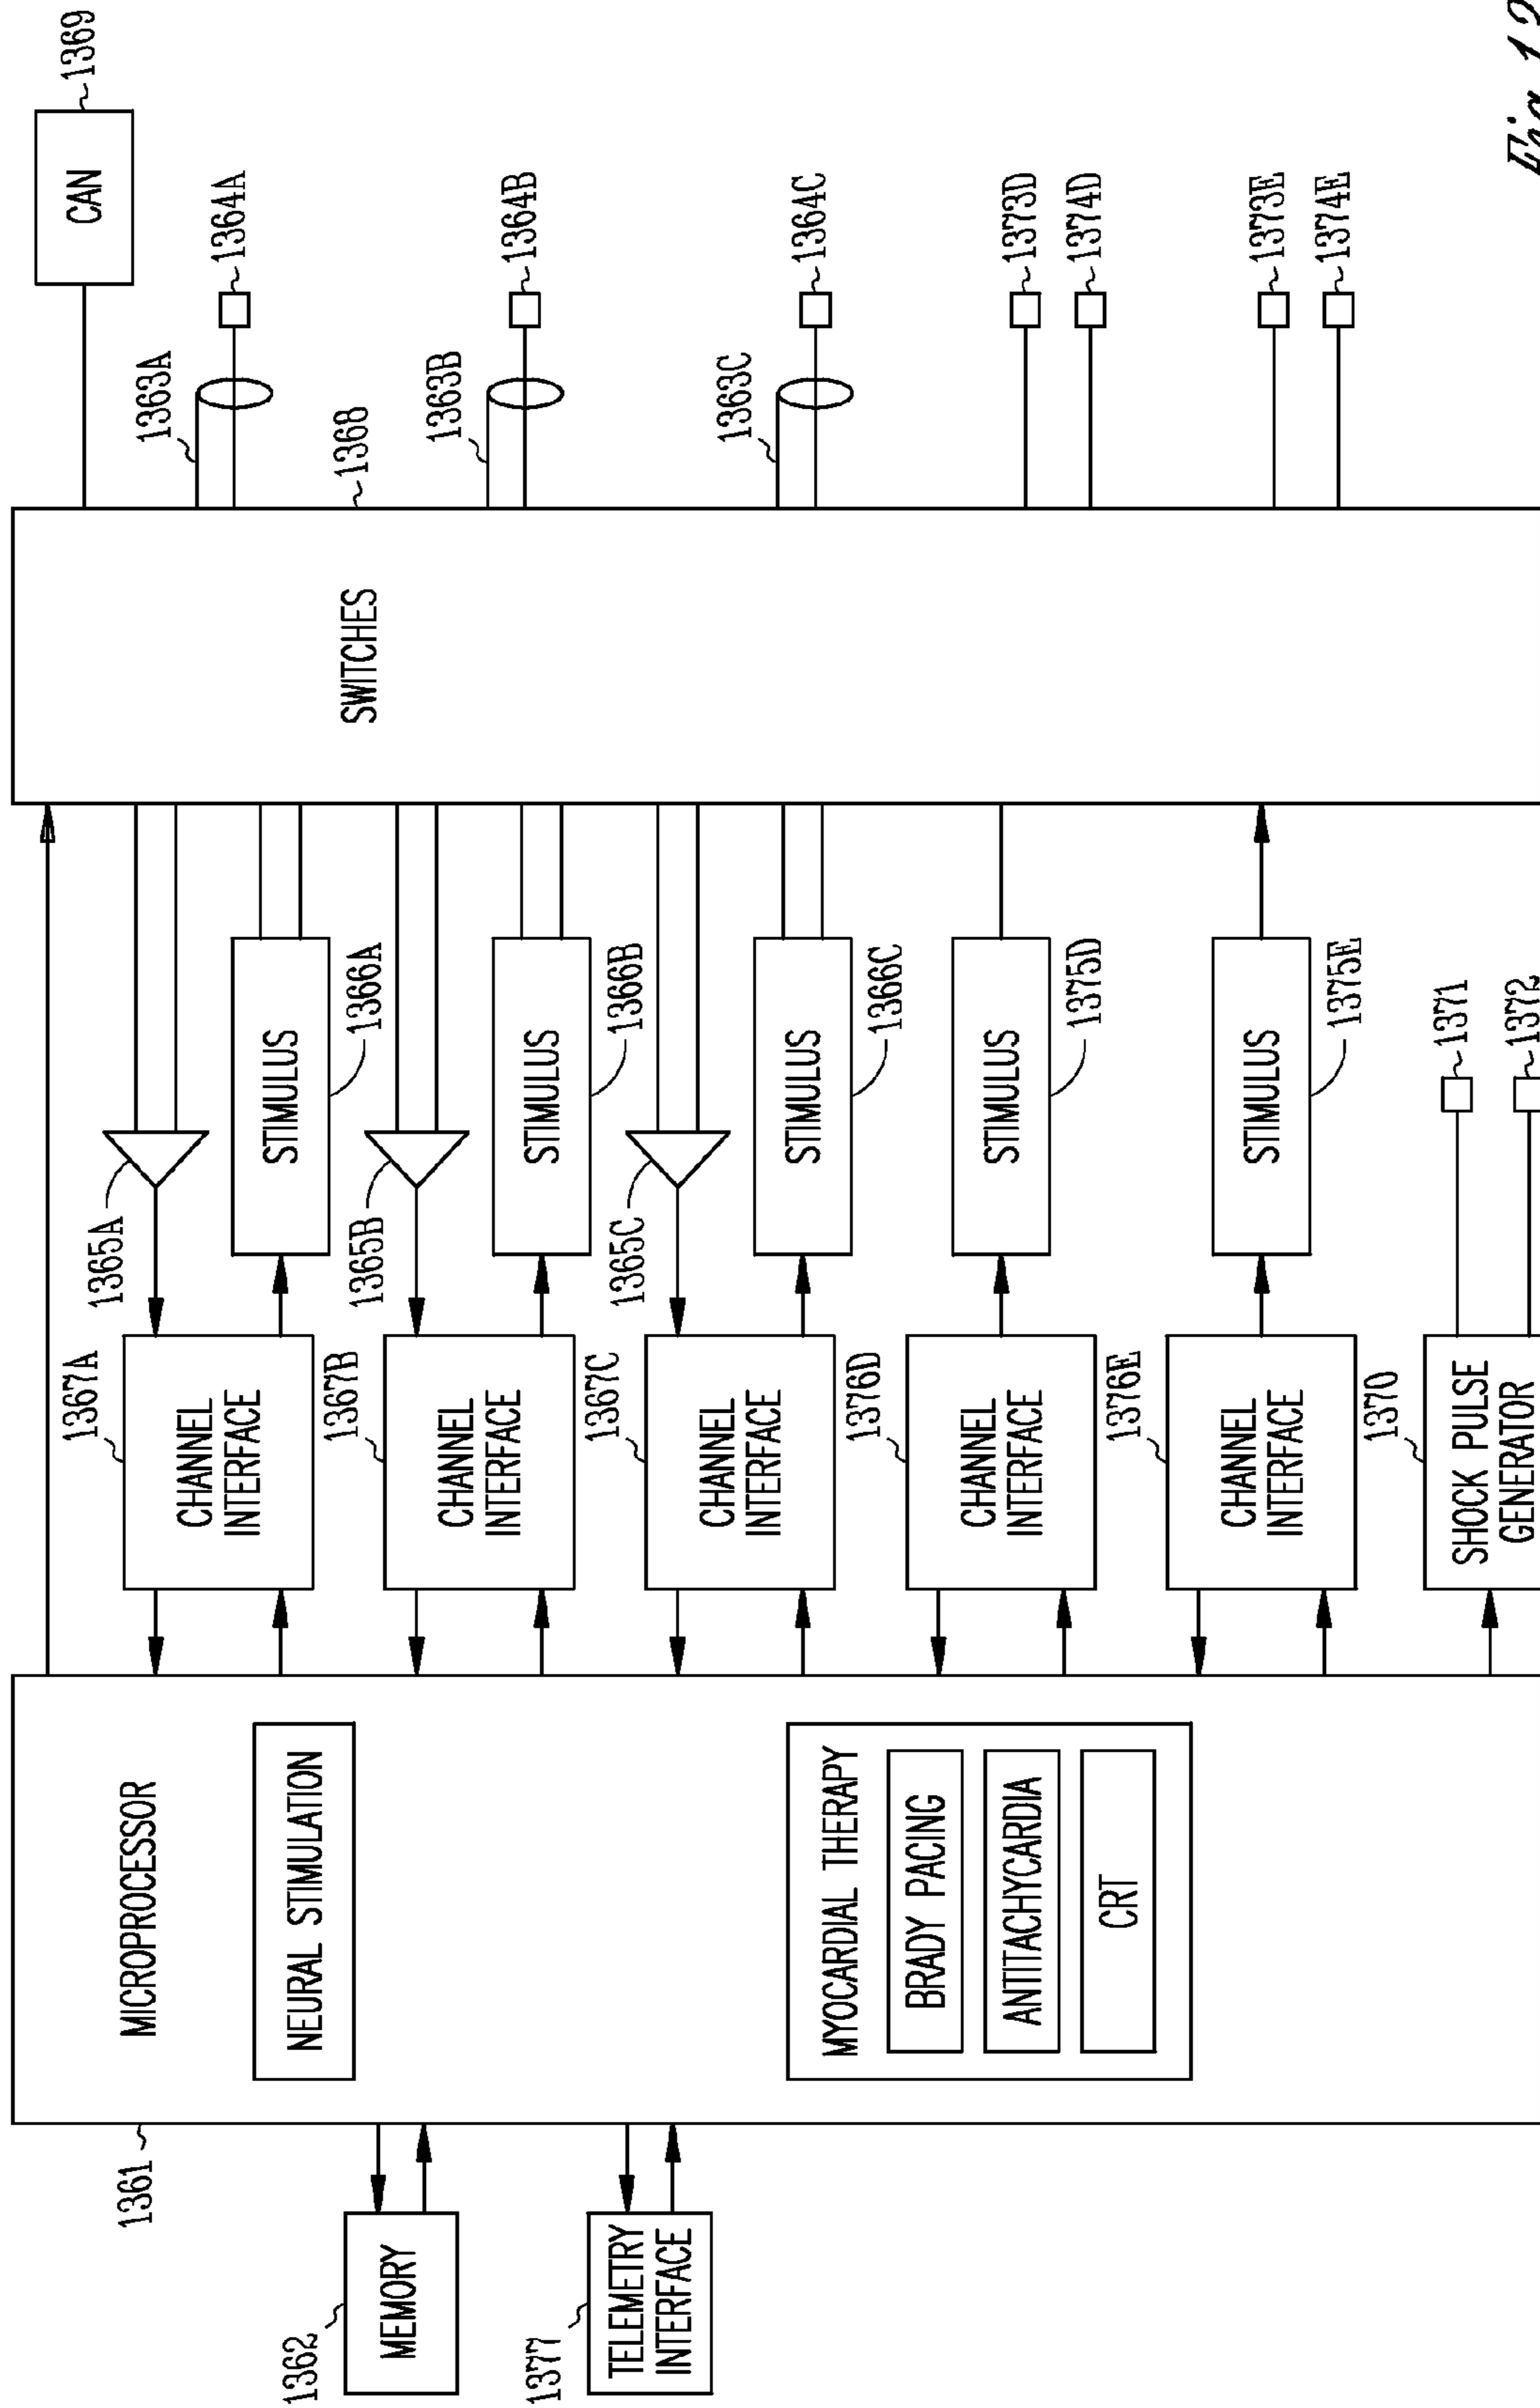 1361
MICROPROCESSOR
NEURAL STIMULATION
MYOCARDIAL THERAPY
BRADY PACING
ANTITACHYCARDIA
CRT
1362
MEMORY
1377
TELEMETRY
INTERFACE
1367A
CHANNEL
INTERFACE
1365A
STIMULUS
1366A
1367B
CHANNEL
INTERFACE
1365B
STIMULUS
1366B
1367C
CHANNEL
INTERFACE
1365C
STIMULUS
1366C
1376D
CHANNEL
INTERFACE
STIMULUS
1375D
1376E
CHANNEL
INTERFACE
STIMULUS
1375E
1370
SHOCK PULSE
GENERATOR
1371
1372
SWITCHES
1368
CAN
1369
1363A
1364A
1363B
1364B
1363C
1364C
1373D
1374D
1373E
1374E